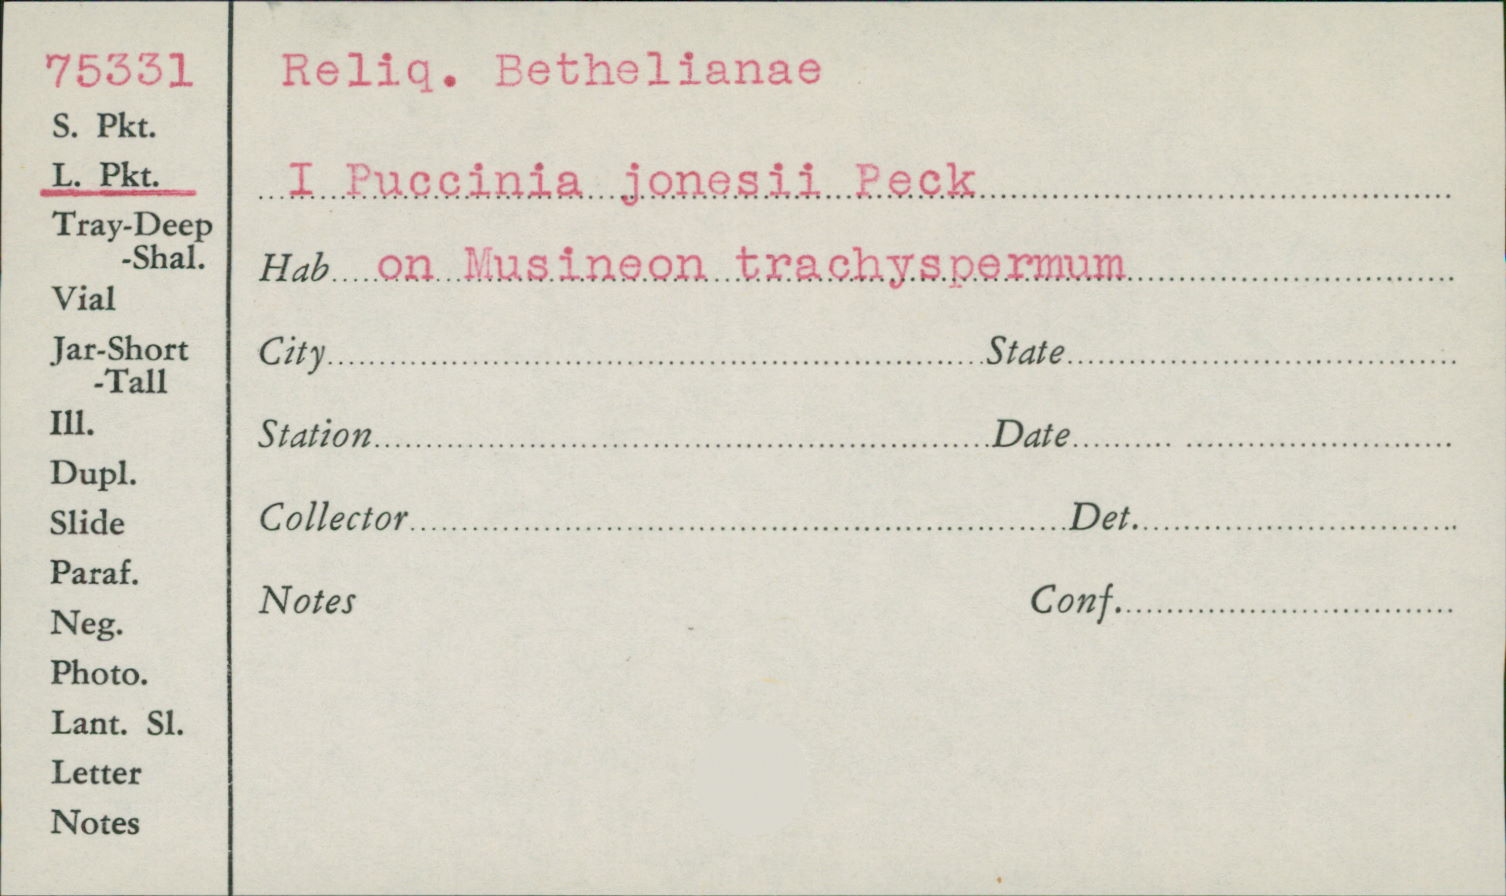 75331
S. Pkt.
L. Pkt.
Tray-Deep
-Shal.
Vial
Jar-Short
-Tall
Ill.
Dupl.
Slide
Paraf.
Neg.
Photo.
Lant. Sl.
Letter
Notes
Reliq. Bethelianae
I Puccinia jonesii Peck
Hab on Musineon trachyspermum
City State
Station Date
Collector Det.
Notes Conf.